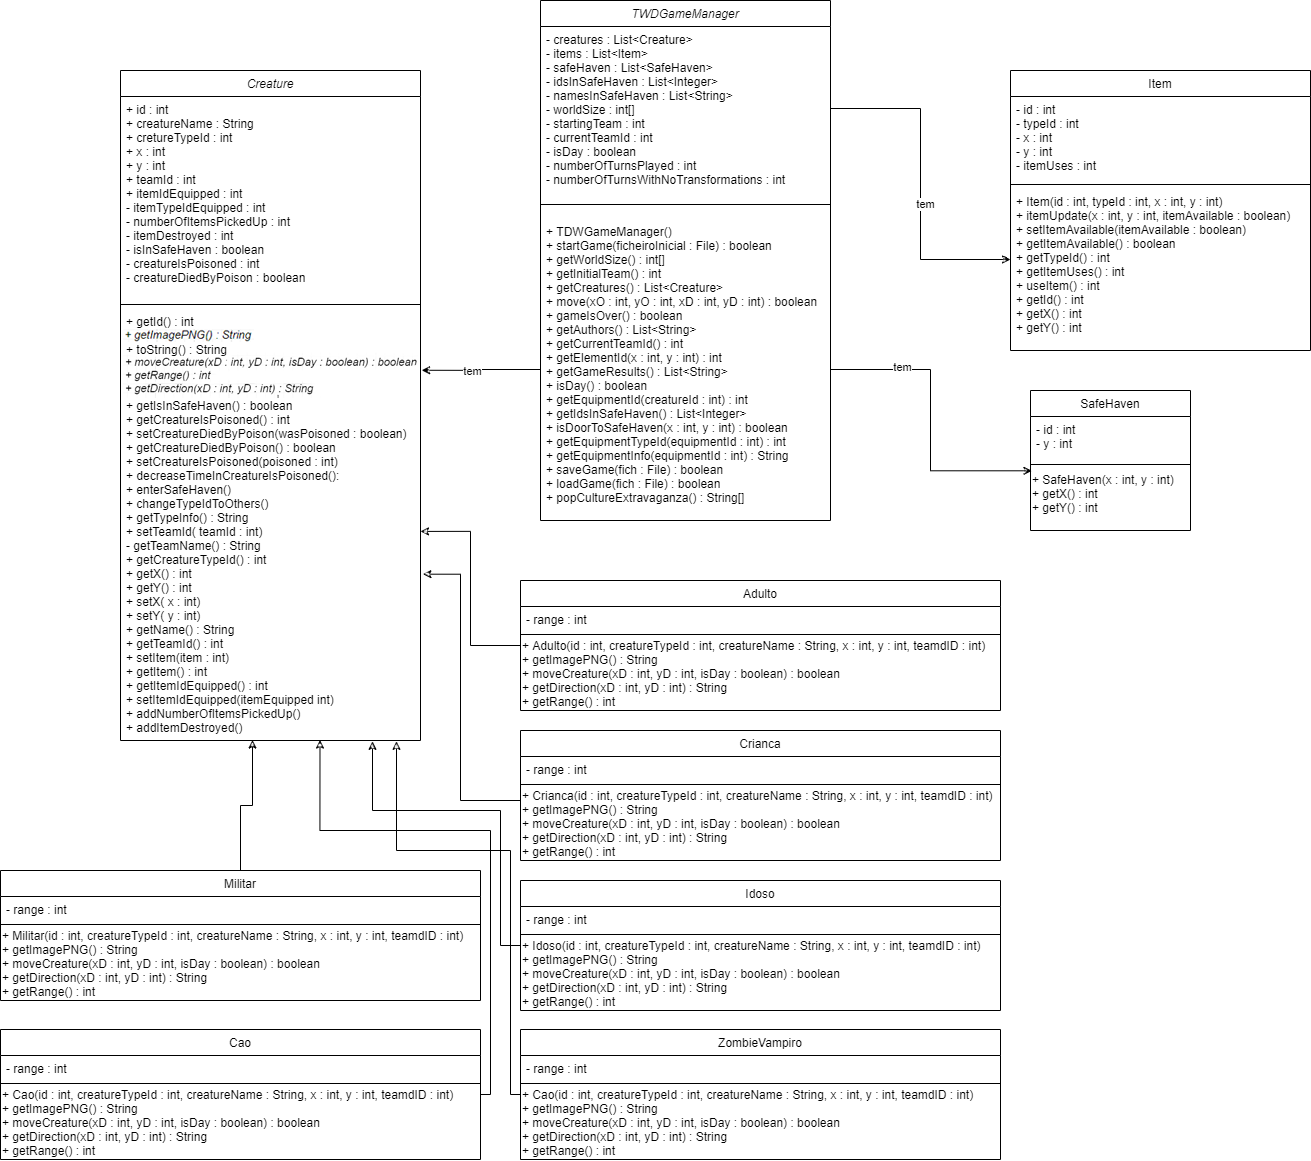 TWDGameManager
- creatures : List<Creature>
- items : List<Item>
- safeHaven : List<SafeHaven>
- idsInSafeHaven : List<Integer>
- namesInSafeHaven : List<String>
- worldSize : int[]
- startingTeam : int
- currentTeamId : int
- isDay : boolean
- numberOfTurnsPlayed : int
- numberOfTurnsWithNoTransformations : int
+ TDWGameManager()
+ startGame(ficheiroInicial : File) : boolean
+ getWorldSize() : int[]
+ getInitialTeam() : int
+ getCreatures() : List<Creature>
+ move(xO : int, yO : int, xD : int, yD : int) : boolean
+ gameIsOver() : boolean
+ getAuthors() : List<String>
+ getCurrentTeamId() : int
+ getElementId(x : int, y : int) : int
+ getGameResults() : List<String>
+ isDay() : boolean
+ getEquipmentId(creatureId : int) : int
+ getIdsInSafeHaven() : List<Integer>
+ isDoorToSafeHaven(x : int, y : int) : boolean
+ getEquipmentTypeId(equipmentId : int) : int
+ getEquipmentInfo(equipmentId : int) : String
+ saveGame(fich : File) : boolean
+ loadGame(fich : File) : boolean
+ popCultureExtravaganza() : String[]
Creature
+ id : int
+ creatureName : String
+ cretureTypeId : int
+ x : int
+ y : int
+ teamId : int
+ itemIdEquipped : int
- itemTypeIdEquipped : int
- numberOfItemsPickedUp : int
- itemDestroyed : int
- isInSafeHaven : boolean
- creatureIsPoisoned : int
- creatureDiedByPoison : boolean
+ getId() : int
+ getImagePNG() : String
+ toString() : String
+ moveCreature(xD : int, yD : int, isDay : boolean) : boolean
+ getRange() : int
+ getDirection(xD : int, yD : int) : String
+ getIsInSafeHaven() : boolean
+ getCreatureIsPoisoned() : int
+ setCreatureDiedByPoison(wasPoisoned : boolean)
+ getCreatureDiedByPoison() : boolean
+ setCreatureIsPoisoned(poisoned : int)
+ decreaseTimeInCreatureIsPoisoned():
+ enterSafeHaven()
+ changeTypeIdToOthers()
+ getTypeInfo() : String
+ setTeamId( teamId : int)
- getTeamName() : String
+ getCreatureTypeId() : int
+ getX() : int
+ getY() : int
+ setX( x : int)
+ setY( y : int)
+ getName() : String
+ getTeamId() : int
+ setItem(item : int)
+ getItem() : int
+ getItemIdEquipped() : int
+ setItemIdEquipped(itemEquipped int)
+ addNumberOfItemsPickedUp()
+ addItemDestroyed()
tem
tem
tem
Item
- id : int
- typeId : int
- x : int
- y : int
- itemUses : int
+ Item(id : int, typeId : int, x : int, y : int)
+ itemUpdate(x : int, y : int, itemAvailable : boolean)
+ setItemAvailable(itemAvailable : boolean)
+ getItemAvailable() : boolean
+ getTypeId() : int
+ getItemUses() : int
+ useItem() : int
+ getId() : int
+ getX() : int
+ getY() : int
SafeHaven
- id : int
- y : int
+ SafeHaven(x : int, y : int)
+ getX() : int
+ getY() : int
Adulto
- range : int
+ Adulto(id : int, creatureTypeId : int, creatureName : String, x : int, y : int, teamdID : int)
+ getImagePNG() : String
+ moveCreature(xD : int, yD : int, isDay : boolean) : boolean
+ getDirection(xD : int, yD : int) : String
+ getRange() : int
Crianca
- range : int
+ Crianca(id : int, creatureTypeId : int, creatureName : String, x : int, y : int, teamdID : int)
+ getImagePNG() : String
+ moveCreature(xD : int, yD : int, isDay : boolean) : boolean
+ getDirection(xD : int, yD : int) : String
+ getRange() : int
Militar
- range : int
+ Militar(id : int, creatureTypeId : int, creatureName : String, x : int, y : int, teamdID : int)
+ getImagePNG() : String
+ moveCreature(xD : int, yD : int, isDay : boolean) : boolean
+ getDirection(xD : int, yD : int) : String
+ getRange() : int
Idoso
- range : int
+ Idoso(id : int, creatureTypeId : int, creatureName : String, x : int, y : int, teamdID : int)
+ getImagePNG() : String
+ moveCreature(xD : int, yD : int, isDay : boolean) : boolean
+ getDirection(xD : int, yD : int) : String
+ getRange() : int
Cao
- range : int
+ Cao(id : int, creatureTypeId : int, creatureName : String, x : int, y : int, teamdID : int)
+ getImagePNG() : String
+ moveCreature(xD : int, yD : int, isDay : boolean) : boolean
+ getDirection(xD : int, yD : int) : String
+ getRange() : int
ZombieVampiro
- range : int
+ Cao(id : int, creatureTypeId : int, creatureName : String, x : int, y : int, teamdID : int)
+ getImagePNG() : String
+ moveCreature(xD : int, yD : int, isDay : boolean) : boolean
+ getDirection(xD : int, yD : int) : String
+ getRange() : int